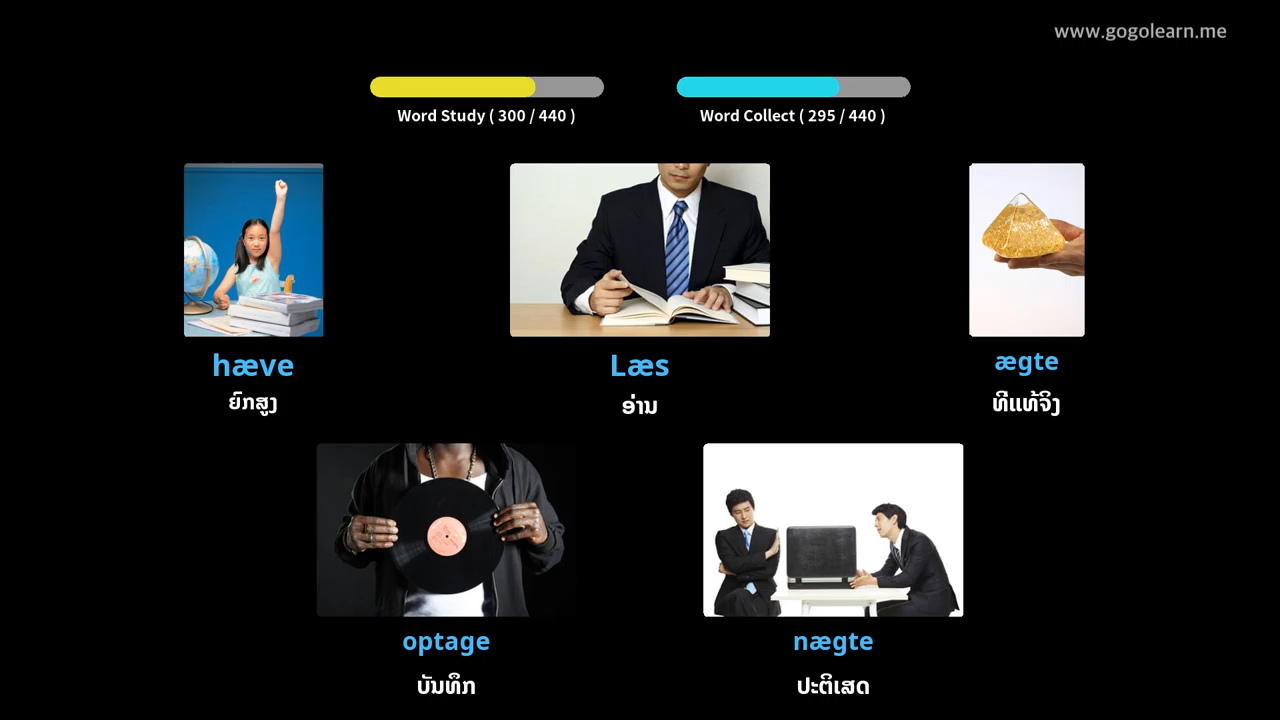 www.gogolearn.me
Word Study ( 300 / 440 )
Word Collect ( 295 / 440 )
hæve
ຍົກສູງ
Læs
ອ່ານ
ægte
ທີແທ້ຈິງ
optage
ບັນທຶກ
nægte
ປະຕິເສດ